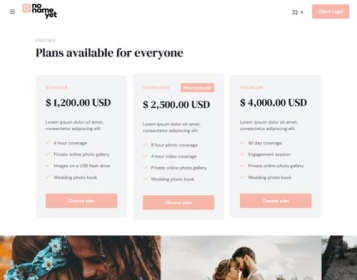 no
name
yet
Client Login
PRICING
Plans available for everyone
STARTER
$ 1,200.00 USD
Lorem ipsum dolor sit amet,
consectetur adipiscing elit.
4 hour coverage
Private online photo gallery
Images on a USB flash drive
Wedding photo book
Choose plan
STANDARD
Most popular
$ 2,500.00 USD
Lorem ipsum dolor sit amet,
consectetur adipiscing elit.
8 hour photo coverage
4 hour video coverage
Private online photo gallery
Wedding photo book
Choose plan
PREMIUM
$ 4,000.00 USD
Lorem ipsum dolor sit amet,
consectetur adipiscing elit.
All day coverage
Engagement session
Private online photo gallery
Wedding photo book
Choose plan